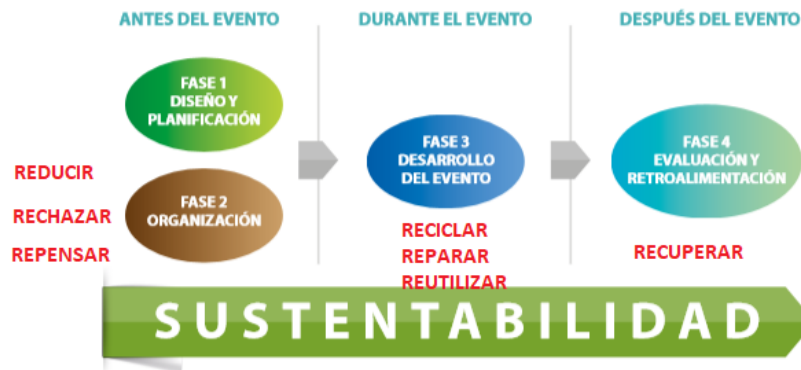 ANTES DEL EVENTO
DURANTE EL EVENTO
DESPUÉS DEL EVENTO
FASE 1
DISEÑO Y
PLANIFICACIÓN
FASE 2
ORGANIZACIÓN
REDUCIR
RECHAZAR
REPENSAR
FASE 3
DESARROLLO
DEL EVENTO
RECICLAR
REPARAR
REUTILIZAR
FASE 4
EVALUACIÓN Y
RETROALIMENTACIÓN
RECUPERAR
SUSTENTABILIDAD